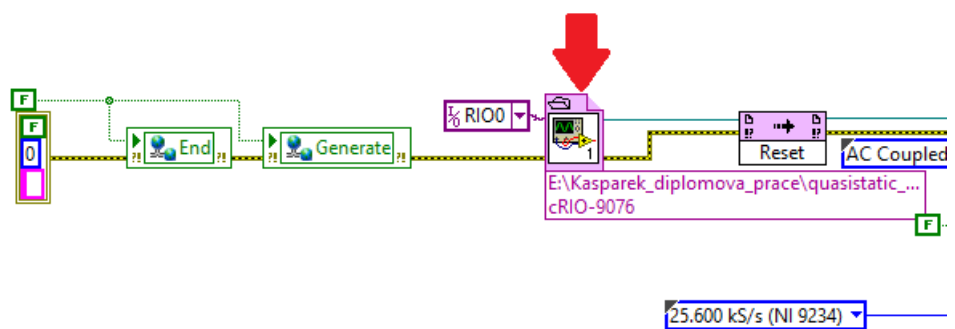 F
F
0
End
Generate
RIO0
1
Reset
AC Coupled
E:\Kasparek_diplomova_prace\quasistatic_...
cRIO-9076
F
25.600 kS/s (NI 9234)